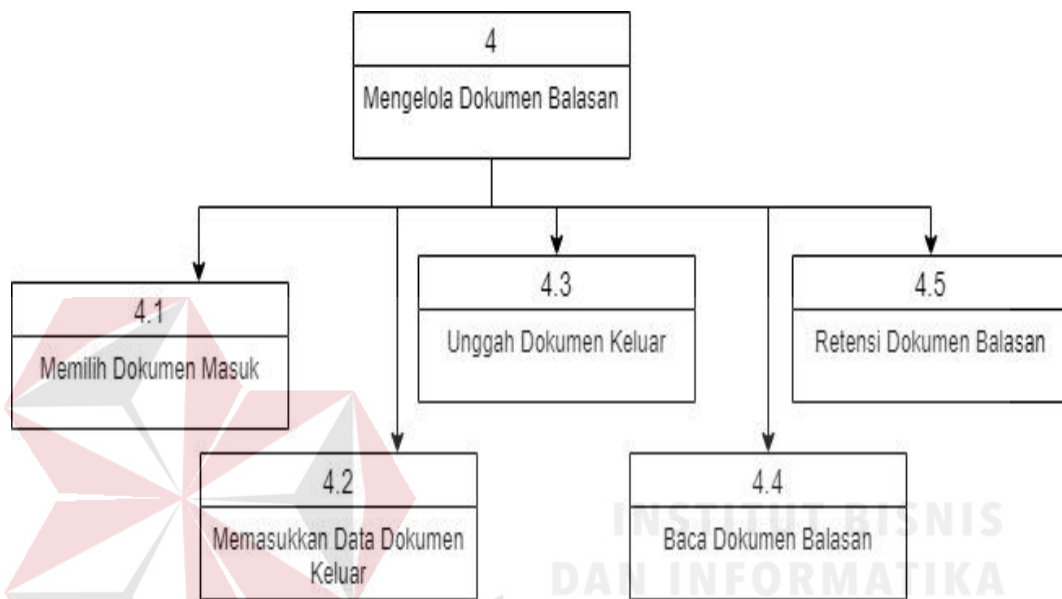 4
Mengelola Dokumen Balasan
4.1
Memilih Dokumen Masuk
4.2
Memasukkan Data Dokumen
Keluar
4.3
Unggah Dokumen Keluar
4.4
Baca Dokumen Balasan
4.5
Retensi Dokumen Balasan
INSTITUT BISNIS
DAN INFORMATIKA